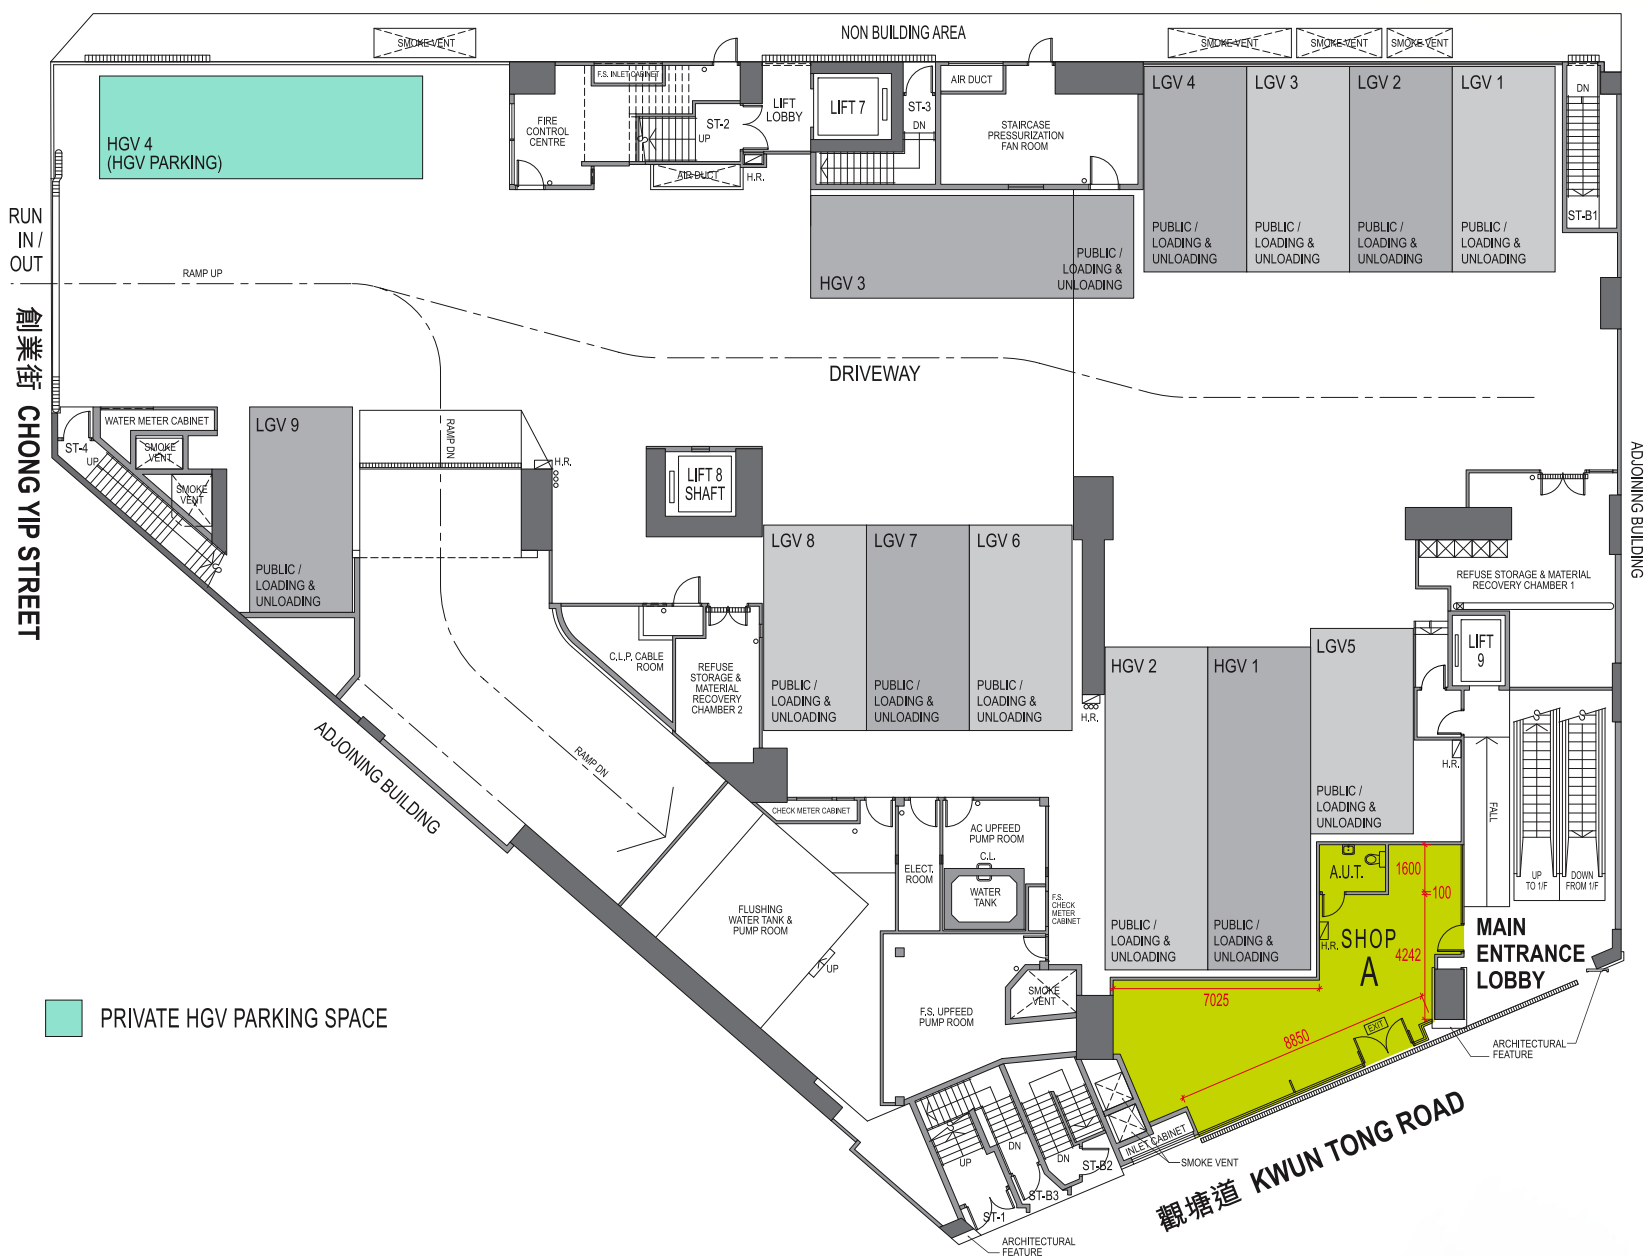 NON BUILDING AREA
SMOKE VENT
SMOKE VENT
SMOKE VENT
SMOKE VENT
F.S. INLET CABINET
AIR DUCT
HGV 4
(HGV PARKING)
FIRE
CONTROL
CENTRE
ST-2
UP
LIFT
LOBBY
LIFT 7
ST-3
DN
STAIRCASE
PRESSURIZATION
FAN ROOM
AIR DUCT
H.R.
LGV 4
PUBLIC /
LOADING &
UNLOADING
LGV 3
PUBLIC /
LOADING &
UNLOADING
LGV 2
PUBLIC /
LOADING &
UNLOADING
LGV 1
PUBLIC /
LOADING &
UNLOADING
DN
ST-B1
RUN
IN /
OUT
RAMP UP
HGV 3
PUBLIC /
LOADING &
UNLOADING
創業街 CHONG YIP STREET
DRIVEWAY
WATER METER CABINET
ST-4
UP
SMOKE
VENT
SMOKE
VENT
LGV 9
PUBLIC /
LOADING &
UNLOADING
RAMP DN
H.R.
LIFT 8
SHAFT
ADJOINING BUILDING
LGV 8
PUBLIC /
LOADING &
UNLOADING
LGV 7
PUBLIC /
LOADING &
UNLOADING
LGV 6
PUBLIC /
LOADING &
UNLOADING
REFUSE STORAGE & MATERIAL
RECOVERY CHAMBER 1
C.L.P. CABLE
ROOM
REFUSE
STORAGE &
MATERIAL
RECOVERY
CHAMBER 2
HGV 2
PUBLIC /
LOADING &
UNLOADING
HGV 1
PUBLIC /
LOADING &
UNLOADING
LGV5
PUBLIC /
LOADING &
UNLOADING
LIFT
9
H.R.
H.R.
ADJOINING BUILDING
RAMP DN
FALL
CHECK METER CABINET
AC UPFEED
PUMP ROOM
C.L.
ELECT.
ROOM
WATER
TANK
F.S.
CHECK
METER
CABINET
A.U.T.
1600
100
UP
TO 1/F
DOWN
FROM 1/F
FLUSHING
WATER TANK &
PUMP ROOM
UP
H.R.
SHOP
A
4242
MAIN
ENTRANCE
LOBBY
7025
SMOKE
VENT
F.S. UPFEED
PUMP ROOM
PRIVATE HGV PARKING SPACE
8850
EXIT
ARCHITECTURAL
FEATURE
INLET CABINET
SMOKE VENT
UP
DN
DN
ST-B2
ST-B3
ST-1
觀塘道 KWUN TONG ROAD
ARCHITECTURAL
FEATURE